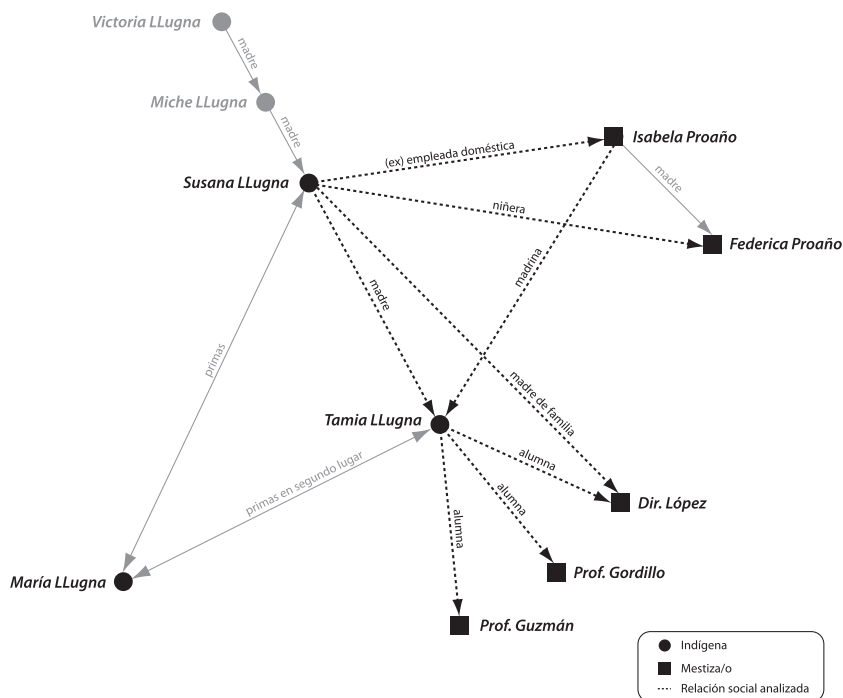 Victoria LLugna
madre
Miche LLugna
madre
Susana LLugna
(ex) empleada doméstica
Isabela Proaño
madre
niñera
Federica Proaño
madrina
madre
primas
madre de familia
Tamia LLugna
alumna
primas en segundo lugar
alumna
alumna
Dir. López
María LLugna
Prof. Gordillo
Prof. Guzmán
Indígena
Mestiza/o
Relación social analizada